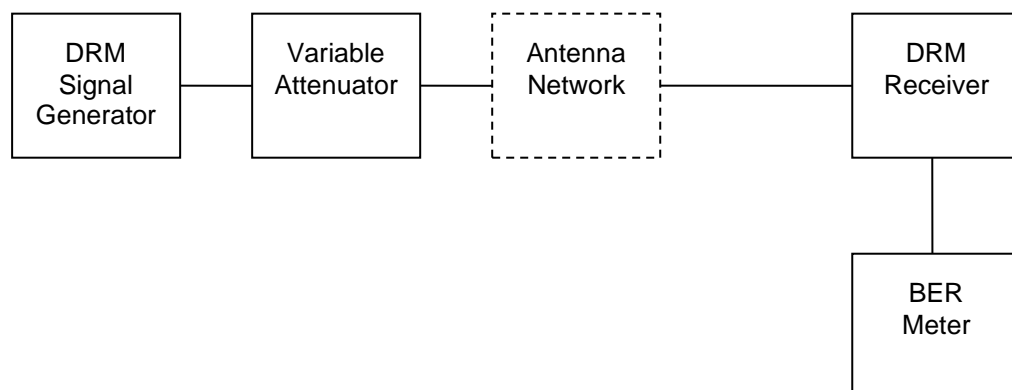 DRM
Signal
Generator
Variable
Attenuator
Antenna
Network
DRM
Receiver
BER
Meter